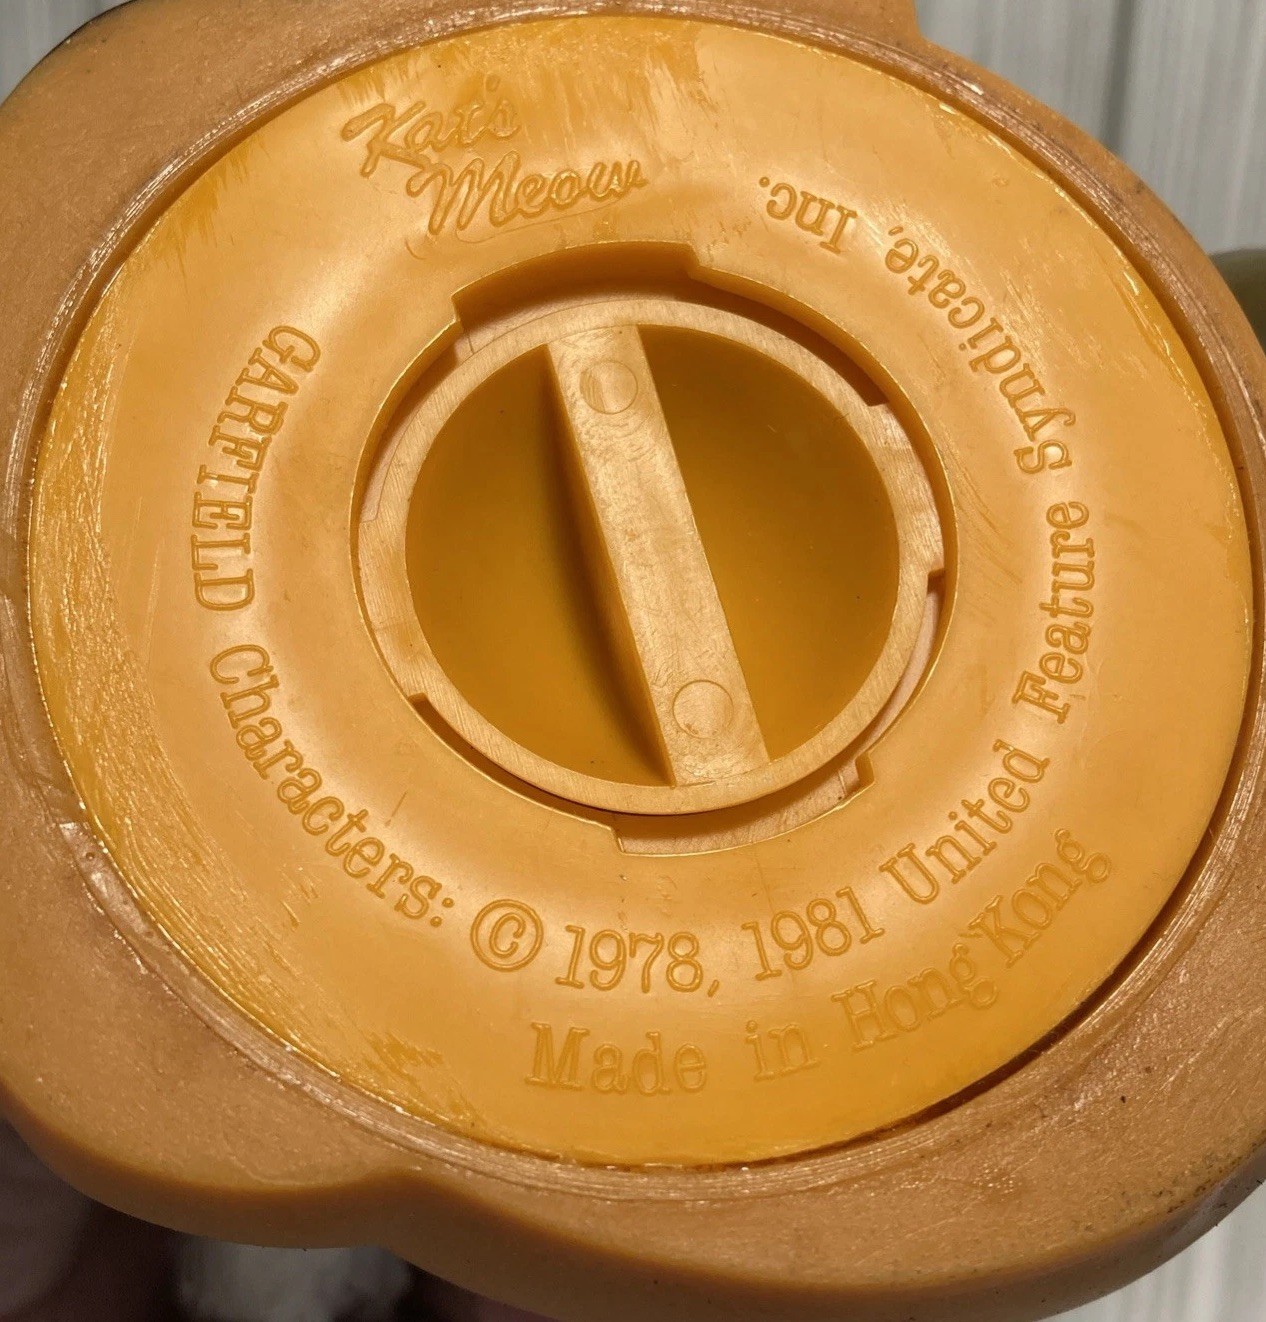 Kat's
Meow
GARFIELD Characters: © 1978, 1981 United Feature Syndicate, Inc.
Made in Hong Kong